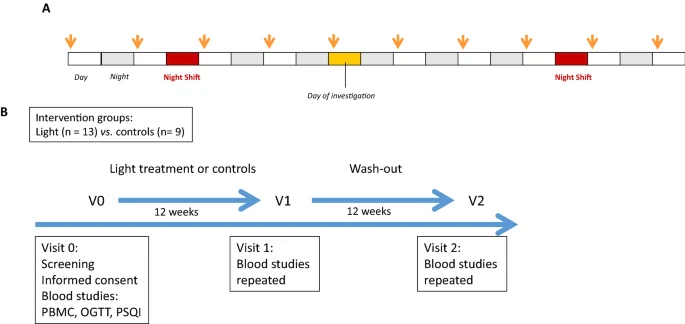 A
Day
Night
Night Shift
Night Shift
Day of investigation
B
Intervention groups:
Light (n = 13) vs. controls (n= 9)
Light treatment or controls
Wash-out
V0
V1
V2
12 weeks
12 weeks
Visit 0:
Screening
Informed consent
Blood studies:
PBMC, OGTT, PSQI
Visit 1:
Blood studies
repeated
Visit 2:
Blood studies
repeated